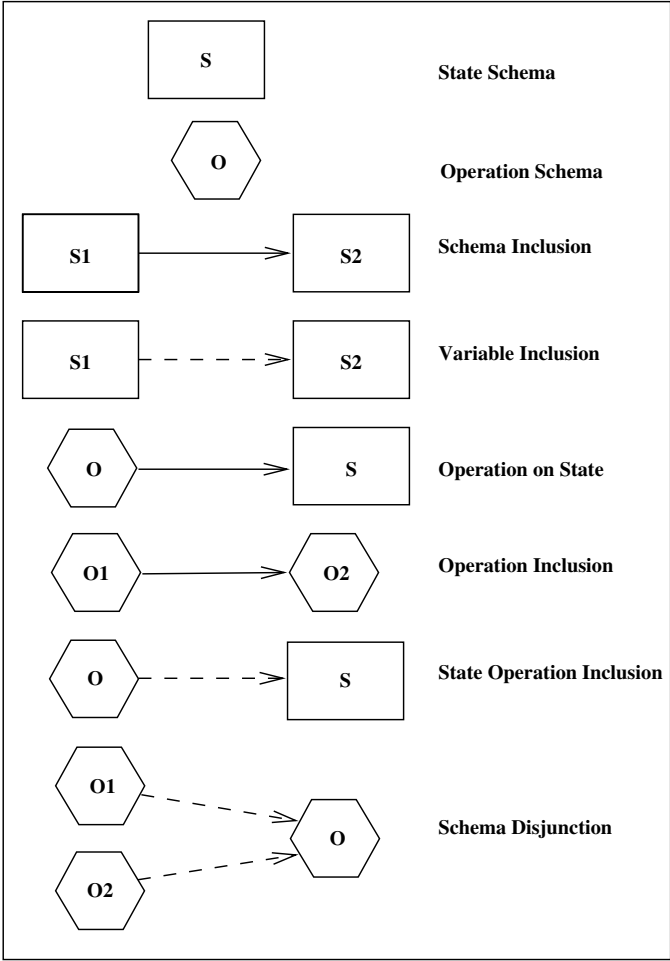 S State Schema
O Operation Schema
S1 S2 Schema Inclusion
S1 S2 Variable Inclusion
O S Operation on State
O1 O2 Operation Inclusion
O S State Operation Inclusion
O1
O Schema Disjunction
O2